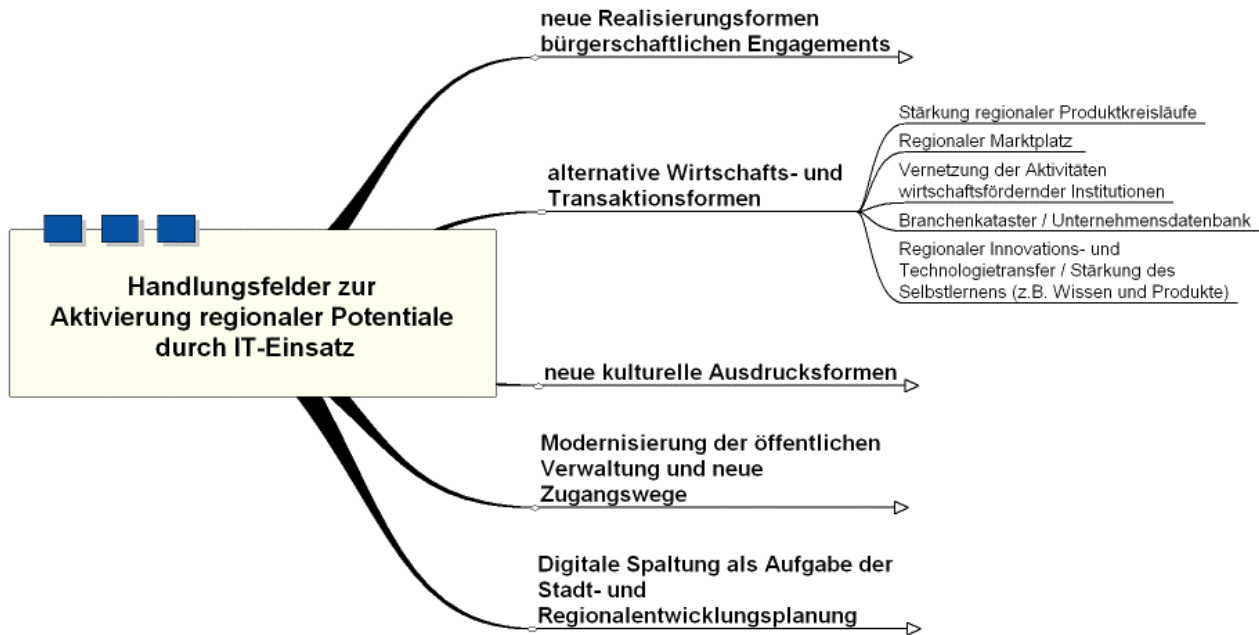 neue Realisierungsformen
bürgerschaftlichen Engagements
alternative Wirtschafts- und
Transaktionsformen
Stärkung regionaler Produktkreisläufe
Regionaler Marktplatz
Vernetzung der Aktivitäten
wirtschaftsfördernder Institutionen
Branchenkataster / Unternehmensdatenbank
Regionaler Innovations- und
Technologietransfer / Stärkung des
Selbstlernens (z.B. Wissen und Produkte)
Handlungsfelder zur
Aktivierung regionaler Potentiale
durch IT-Einsatz
neue kulturelle Ausdrucksformen
Modernisierung der öffentlichen
Verwaltung und neue
Zugangswege
Digitale Spaltung als Aufgabe der
Stadt- und
Regionalentwicklungsplanung